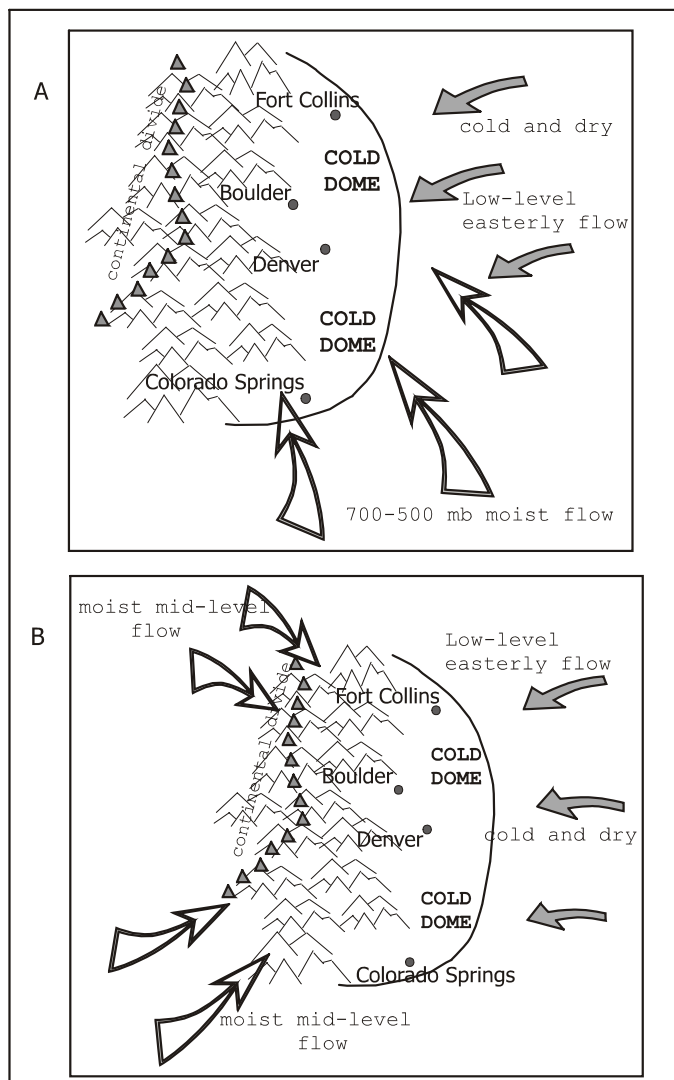 A
continental divide
Fort Collins
cold and dry
COLD
DOME
Boulder
Low-level
easterly flow
Denver
COLD
DOME
Colorado Springs
700-500 mb moist flow
B
moist mid-level
flow
Low-level
easterly flow
continental divide
Fort Collins
COLD
DOME
Boulder
Denver
cold and dry
COLD
DOME
Colorado Springs
moist mid-level
flow